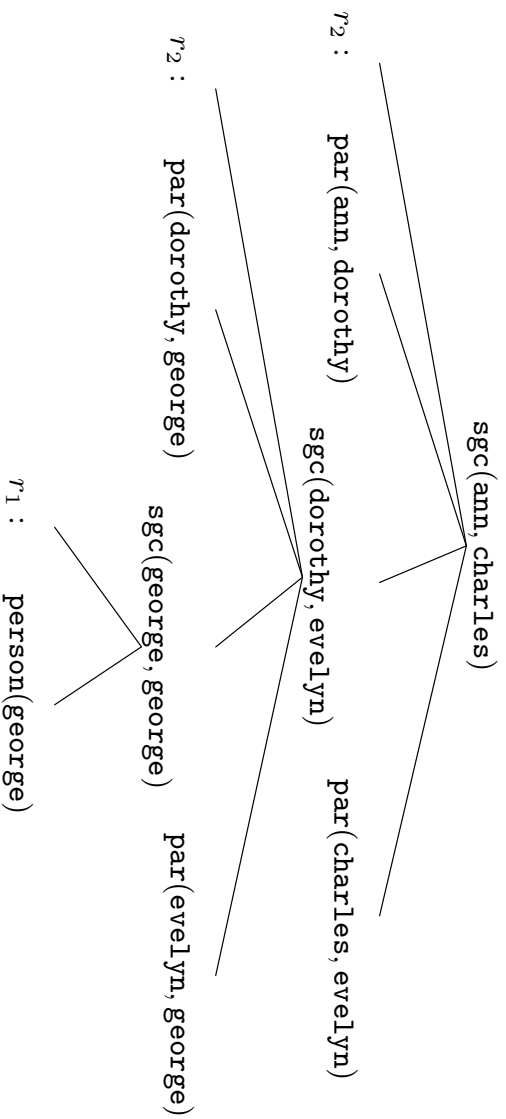 sgc(ann, charles)
r₂ : par(ann, dorothy) sgc(dorothy, evelyn) par(charles, evelyn)
r₂ : par(dorothy, george) sgc(george, george) par(evelyn, george)
r₁ : person(george)